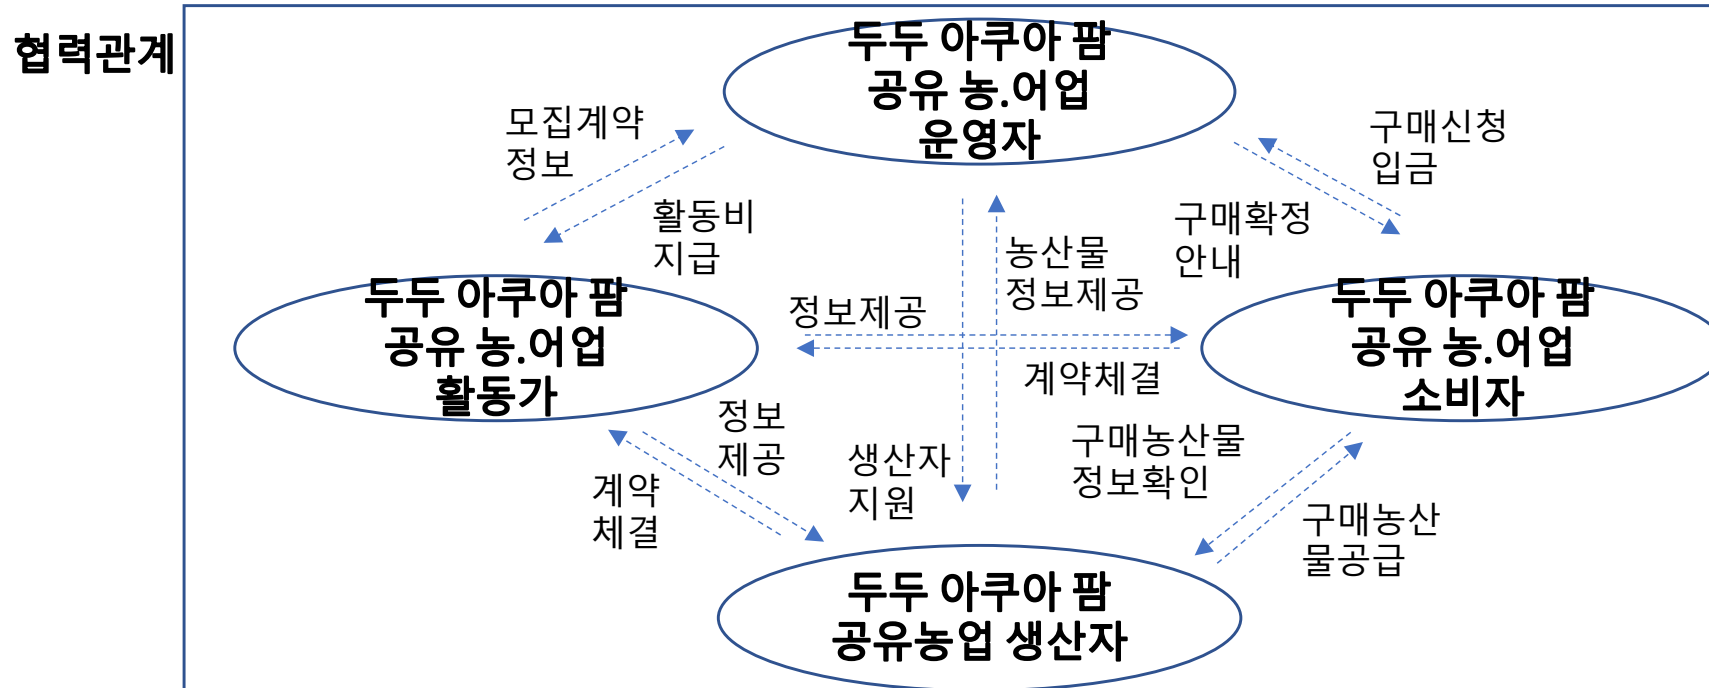 협력관계
두두 아쿠아 팜
공유 농.어업
운영자
모집계약
정보
구매신청
입금
활동비
지급
구매확정
안내
농산물
정보제공
두두 아쿠아 팜
공유 농.어업
활동가
정보제공
계약체결
두두 아쿠아 팜
공유 농.어업
소비자
정보
제공
계약
체결
생산자
지원
구매농산물
정보확인
구매농산
물공급
두두 아쿠아 팜
공유농업 생산자